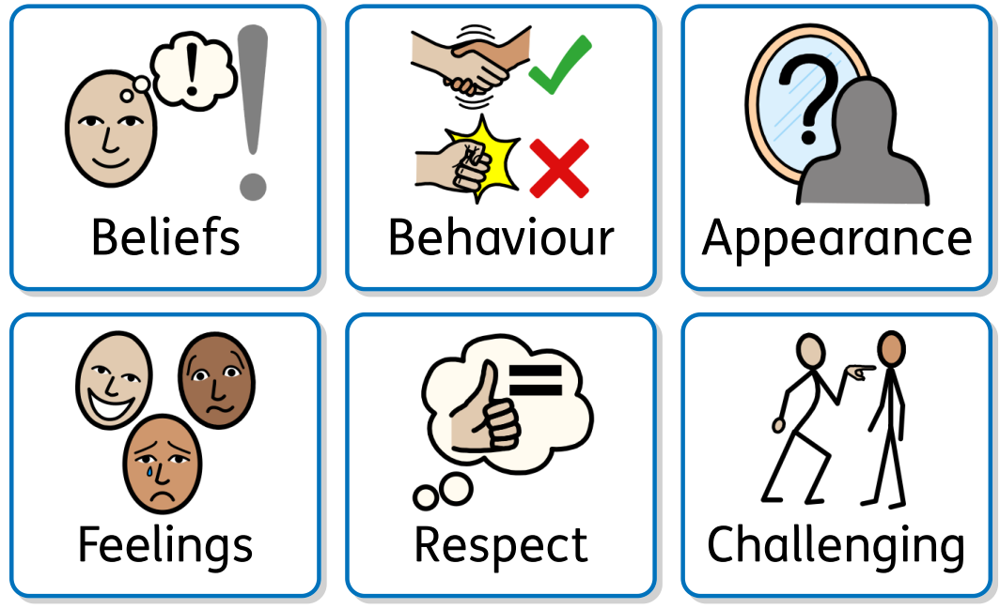 Beliefs
Behaviour
Appearance
Feelings
Respect
Challenging